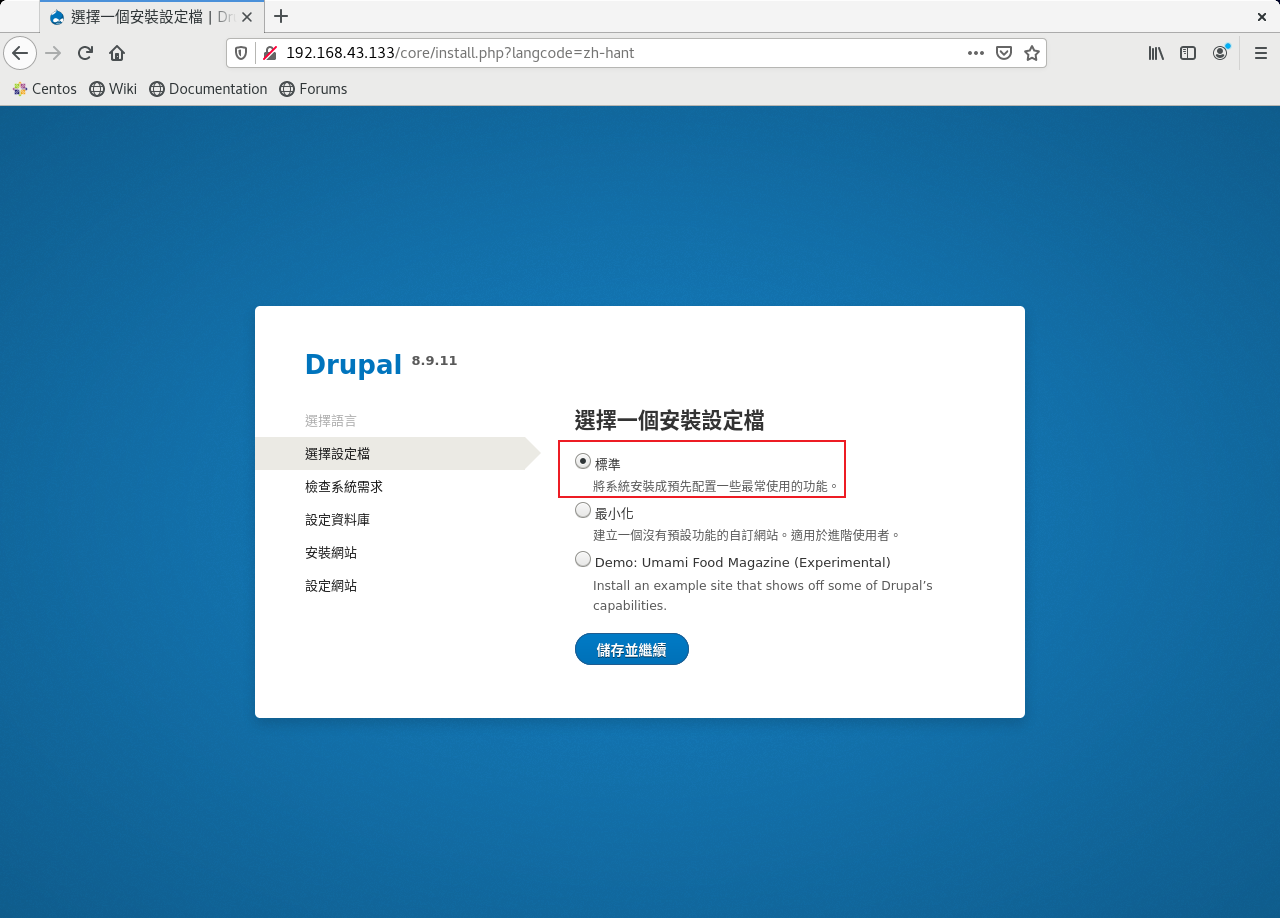 選擇一個安裝設定檔 | Dr
192.168.43.133/core/install.php?langcode=zh-hant
Centos
Wiki
Documentation
Forums
Drupal 8.9.11
選擇語言
選擇設定檔
檢查系統需求
設定資料庫
安裝網站
設定網站
選擇一個安裝設定檔
標準
將系統安裝成預先配置一些最常使用的功能。
最小化
建立一個沒有預設功能的自訂網站。適用於進階使用者。
Demo: Umami Food Magazine (Experimental)
Install an example site that shows off some of Drupal’s
capabilities.
儲存並繼續